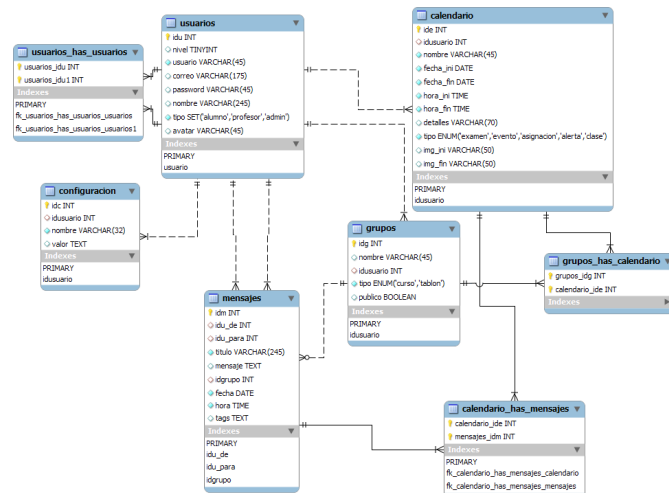 usuarios_has_usuarios
usuarios_idu INT
usuarios_idu1 INT
Indexes
PRIMARY
fk_usuarios_has_usuarios_usuarios
fk_usuarios_has_usuarios_usuarios1
usuarios
idu INT
nivel TINYINT
usuario VARCHAR(45)
correo VARCHAR(175)
password VARCHAR(45)
nombre VARCHAR(245)
tipo SET('alumno','profesor','admin')
avatar VARCHAR(45)
Indexes
PRIMARY
usuario
calendario
ide INT
idusuario INT
nombre VARCHAR(45)
fecha_ini DATE
fecha_fin DATE
hora_ini TIME
hora_fin TIME
detalles VARCHAR(70)
tipo ENUM('examen','evento','asignacion','alerta','clase')
img_ini VARCHAR(50)
img_fin VARCHAR(50)
Indexes
PRIMARY
idusuario
configuracion
idc INT
idusuario INT
nombre VARCHAR(32)
valor TEXT
Indexes
PRIMARY
idusuario
grupos
idg INT
nombre VARCHAR(45)
idusuario INT
tipo ENUM('curso','tablon')
publico BOOLEAN
Indexes
PRIMARY
idusuario
grupos_has_calendario
grupos_idg INT
calendario_ide INT
Indexes
mensajes
idm INT
idu_de INT
idu_para INT
titulo VARCHAR(245)
mensaje TEXT
idgrupo INT
fecha DATE
hora TIME
tags TEXT
Indexes
PRIMARY
idu_de
idu_para
idgrupo
calendario_has_mensajes
calendario_ide INT
mensajes_idm INT
Indexes
PRIMARY
fk_calendario_has_mensajes_calendario
fk_calendario_has_mensajes_mensajes